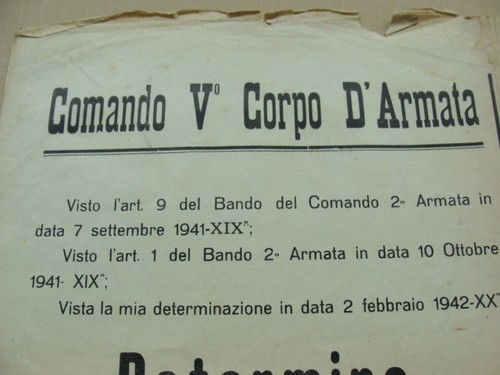 Comando Vº Corpo D'Armata
Visto l'art. 9 del Bando del Comando 2ª Armata in
data 7 settembre 1941-XIX";
Visto l'art. 1 del Bando 2ª Armata in data 10 Ottobre
1941- XIX";
Vista la mia determinazione in data 2 febbraio 1942-XX"
Determino